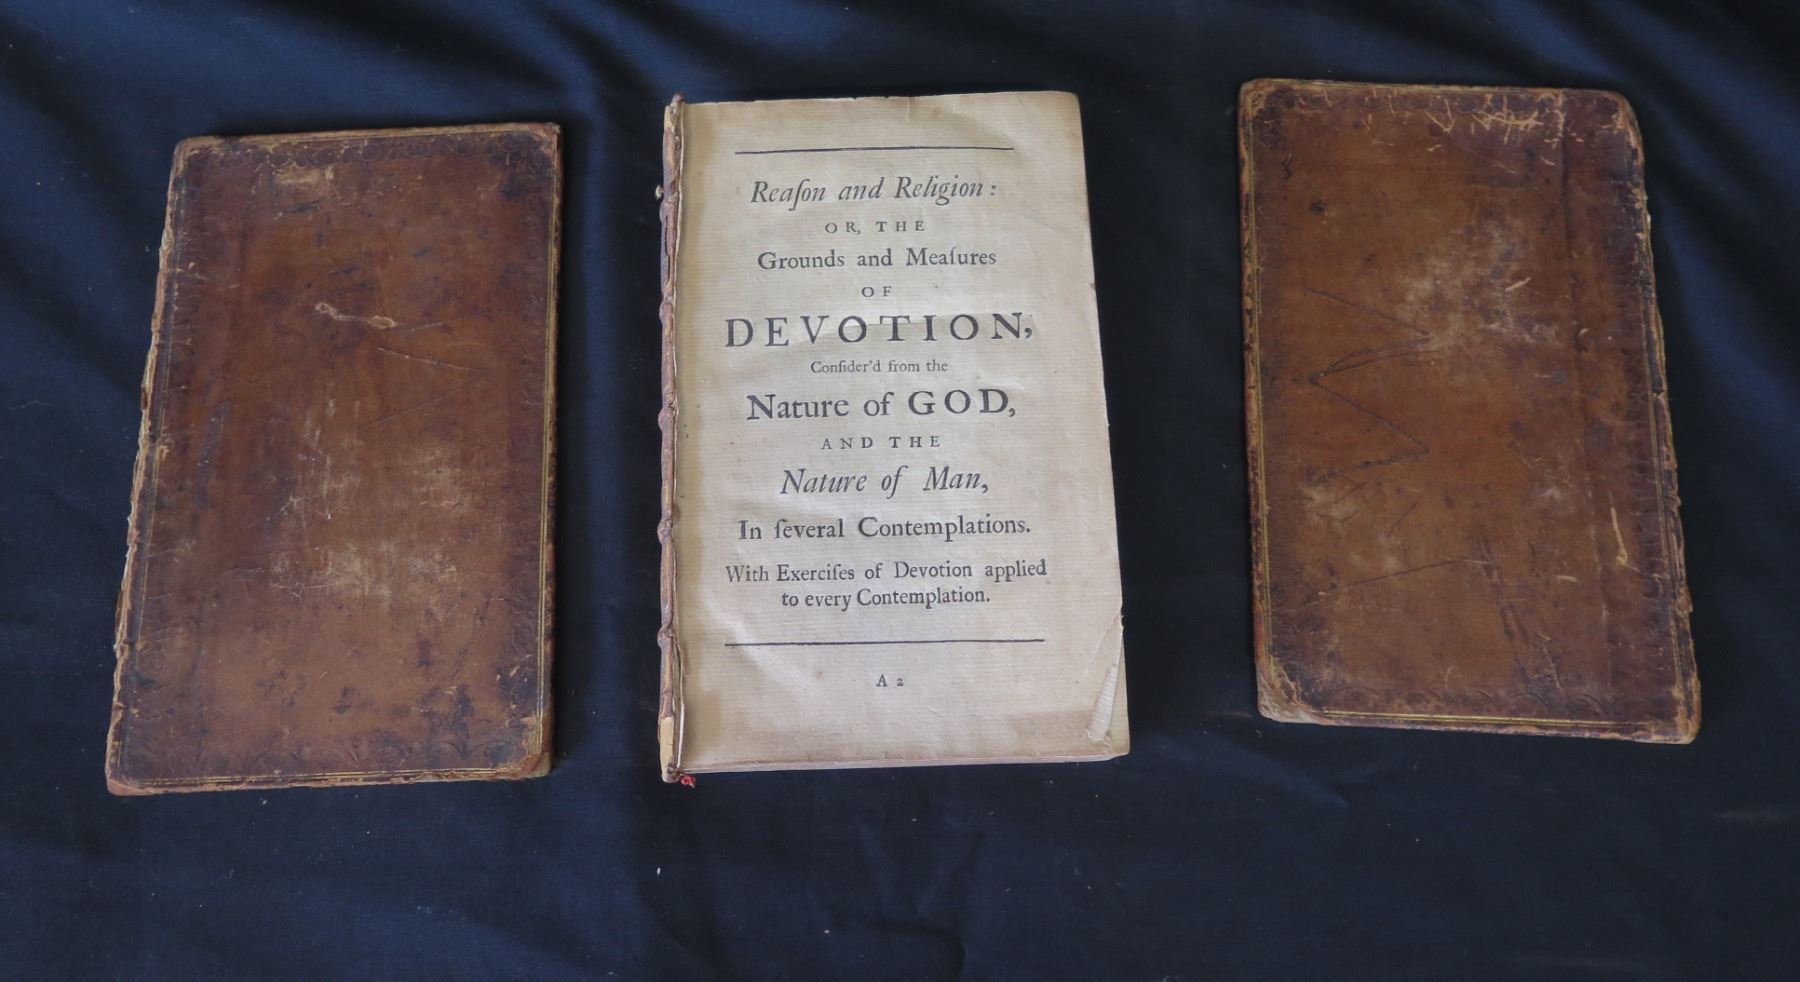 Reaſon and Religion:
OR, THE
Grounds and Meaſures
OF
DEVOTION,
Conſider'd from the
Nature of GOD,
AND THE
Nature of Man,
In ſeveral Contemplations.
With Exerciſes of Devotion applied
to every Contemplation.
A 2